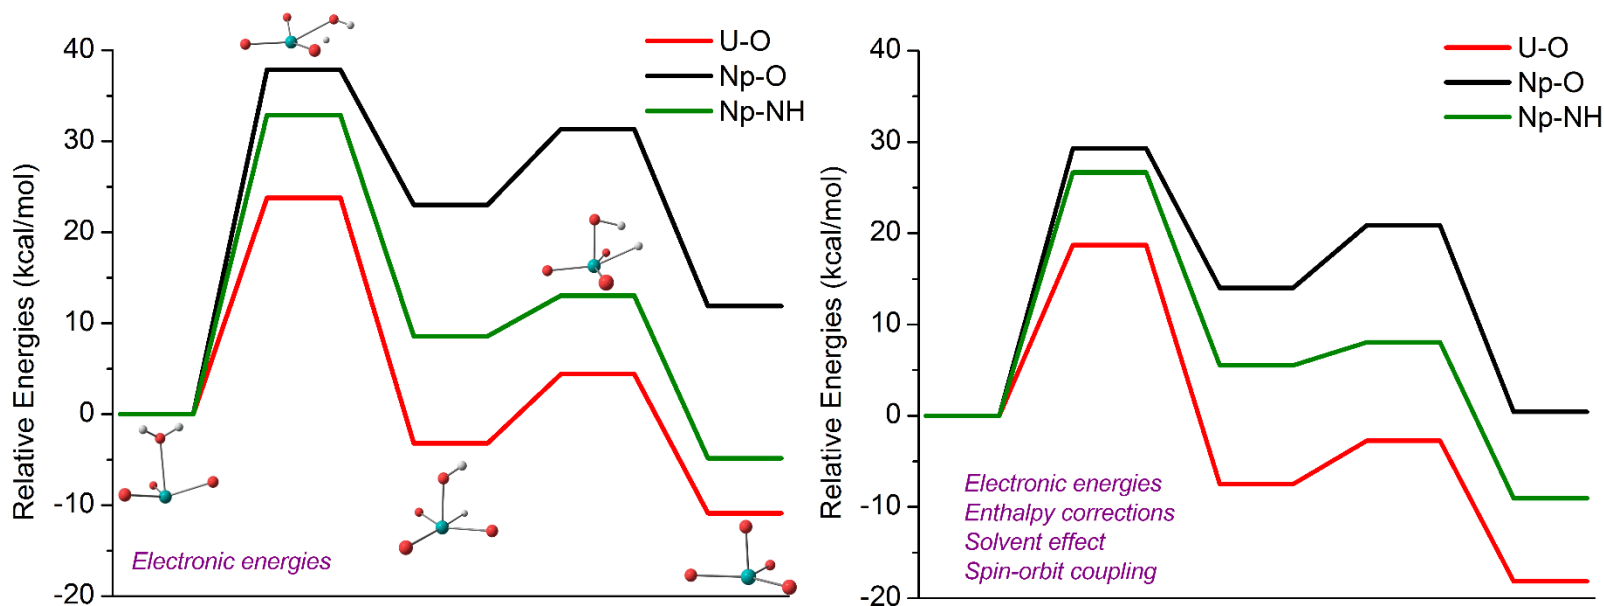 Relative Energies (kcal/mol)
40
30
20
10
0
-10
-20
U-O
Np-O
Np-NH
Electronic energies
Relative Energies (kcal/mol)
40
30
20
10
0
-10
-20
U-O
Np-O
Np-NH
Electronic energies
Enthalpy corrections
Solvent effect
Spin-orbit coupling